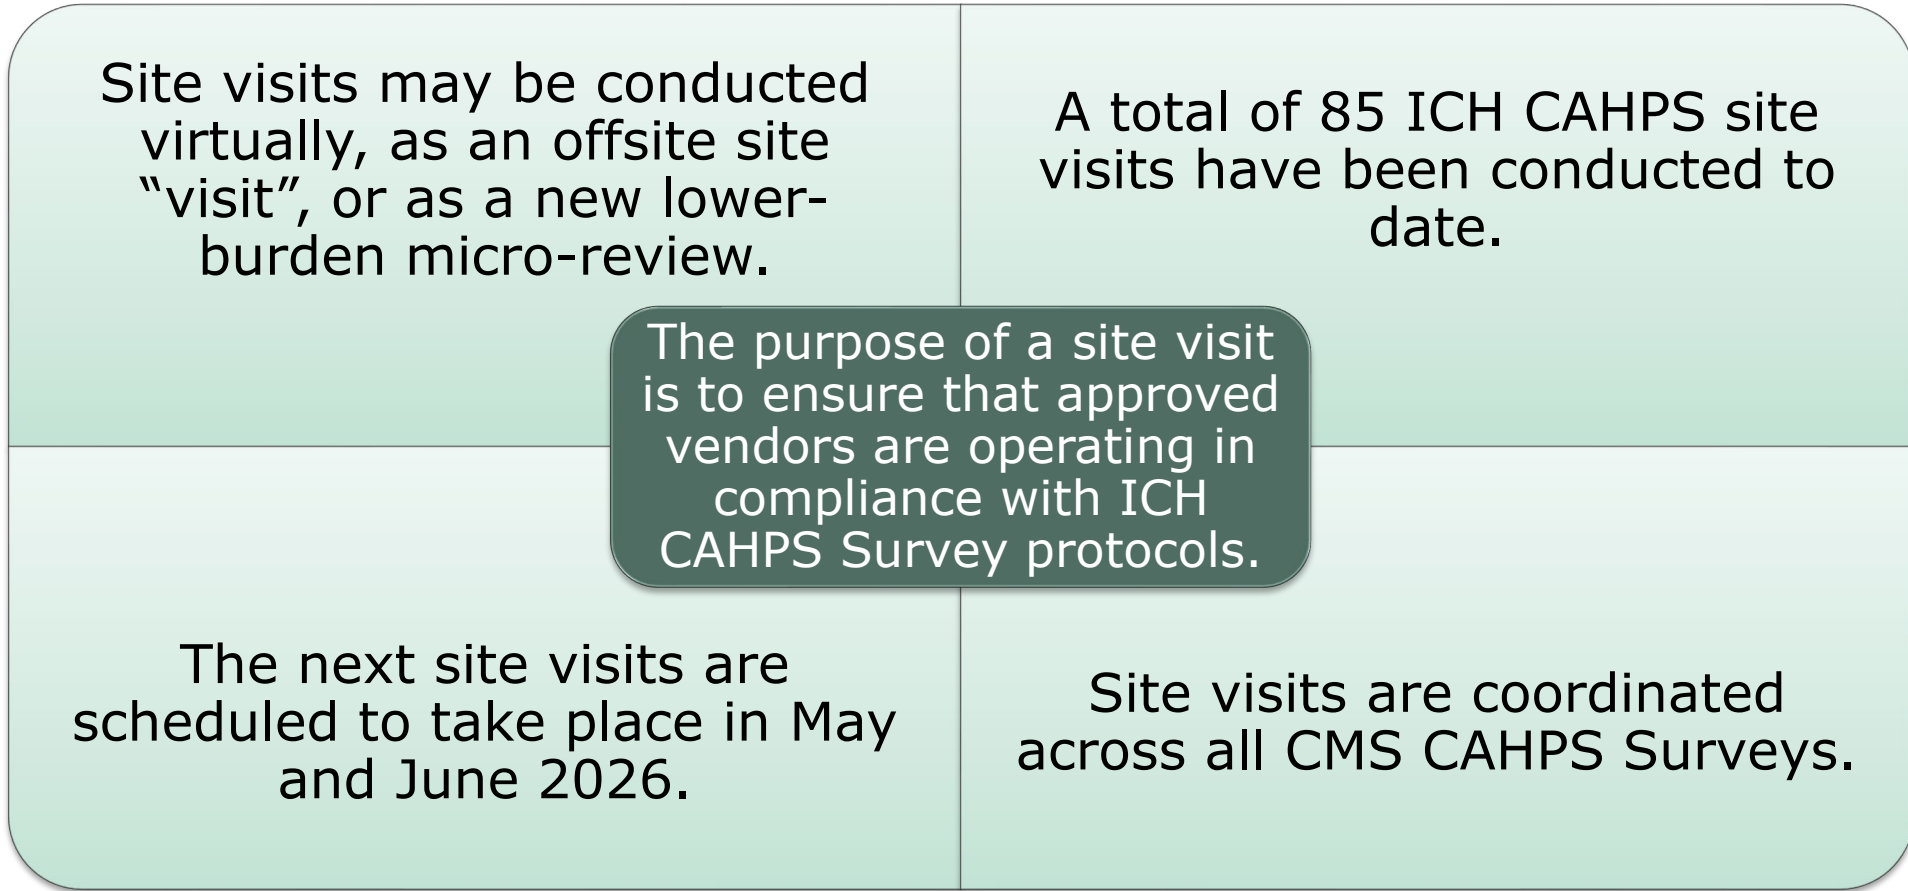 Site visits may be conducted
virtually, as an offsite site
“visit”, or as a new lower-
burden micro-review.
A total of 85 ICH CAHPS site
visits have been conducted to
date.
The purpose of a site visit
is to ensure that approved
vendors are operating in
compliance with ICH
CAHPS Survey protocols.
The next site visits are
scheduled to take place in May
and June 2026.
Site visits are coordinated
across all CMS CAHPS Surveys.